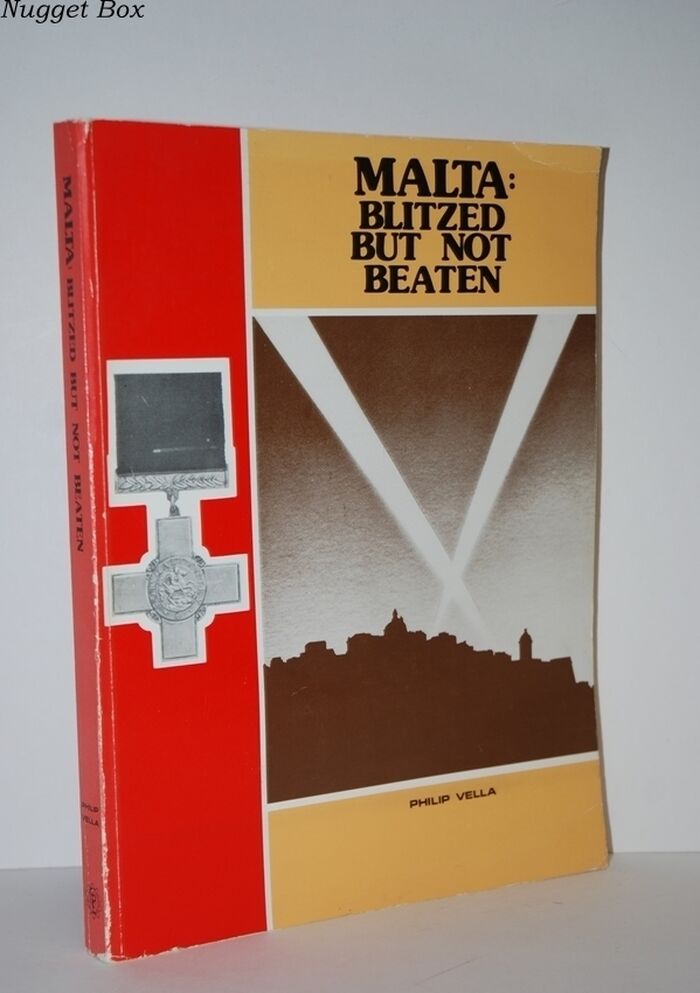 Nugget Box
MALTA:
BLITZED
BUT NOT
BEATEN
PHILIP VELLA
MALTA: BLITZED BUT NOT BEATEN
PHILIP
VELLA